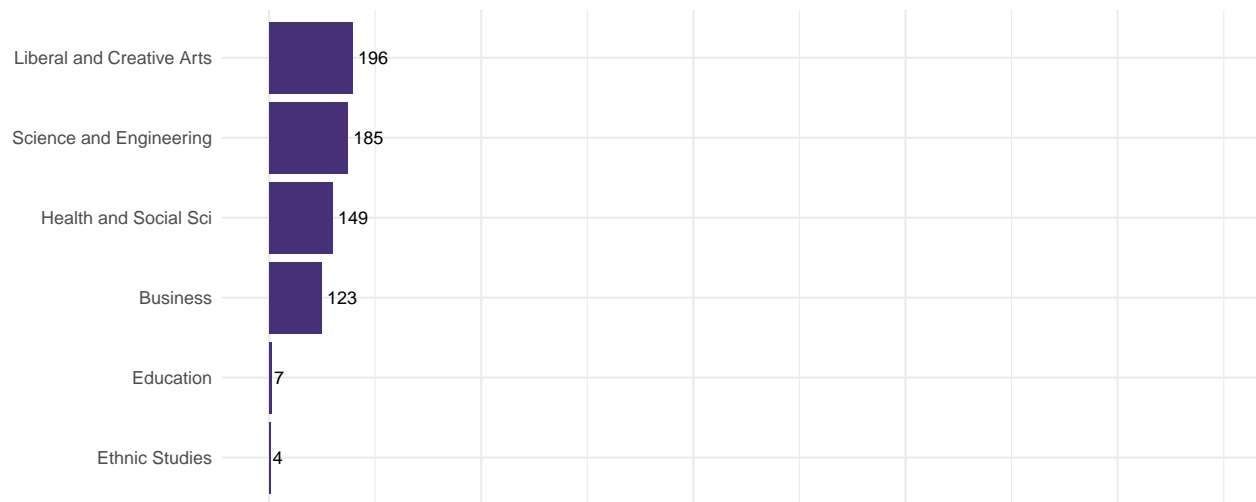 Liberal and Creative Arts 196
Science and Engineering 185
Health and Social Sci 149
Business 123
Education 7
Ethnic Studies 4